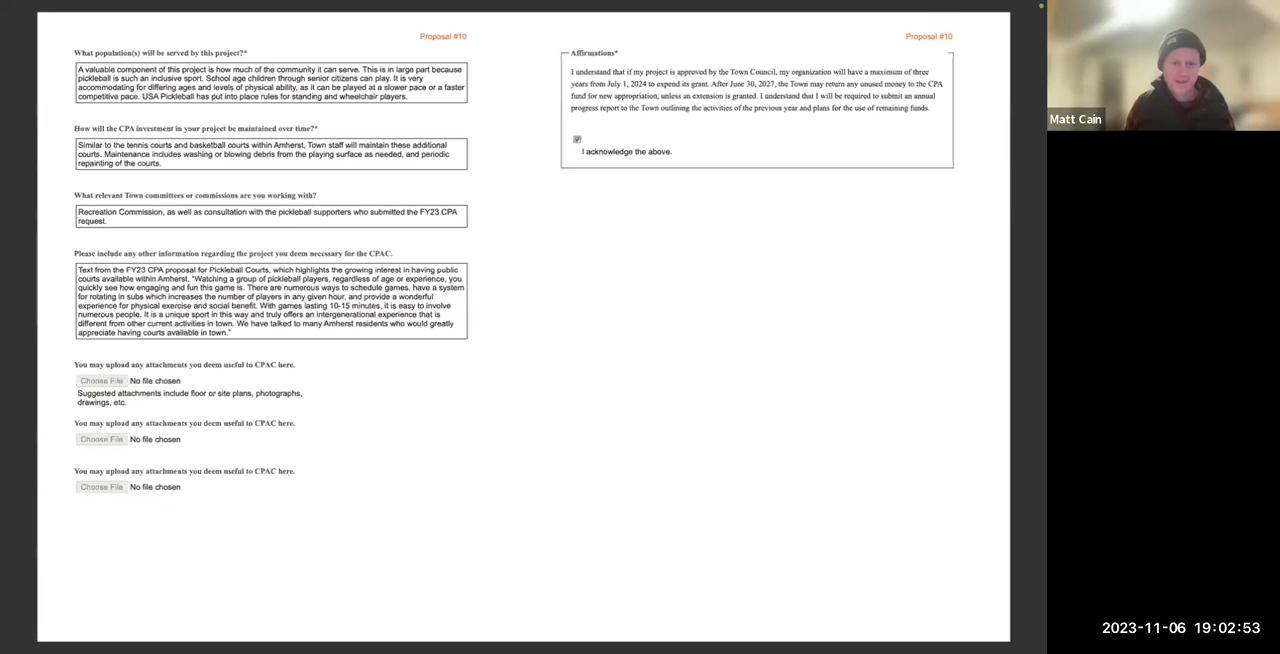 Proposal #10
What population(s) will be served by this project?*
A valuable component of this project is how much of the community it can serve. This is in large part because
pickleball is such an inclusive sport. School age children through senior citizens can play. It is very
accommodating for differing ages and levels of physical ability, as it can be played at a slower pace or a faster
competitive pace. USA Pickleball has put into place rules for standing and wheelchair players.
How will the CPA investment in your project be maintained over time?*
Similar to the tennis courts and basketball courts within Amherst, Town staff will maintain these additional
courts. Maintenance includes washing or blowing debris from the playing surface as needed, and periodic
repainting of the courts.
What relevant Town committees or commissions are you working with?
Recreation Commission, as well as consultation with the pickleball supporters who submitted the FY23 CPA
request.
Please include any other information regarding the project you deem necessary for the CPAC.
Text from the FY23 CPA proposal for Pickleball Courts, which highlights the growing interest in having public
courts available within Amherst. "Watching a group of pickleball players, regardless of age or experience, you
quickly see how engaging and fun this game is. There are numerous ways to schedule games, have a system
for rotating in subs which increases the number of players in any given hour, and provide a wonderful
experience for physical exercise and social benefit. With games lasting 10-15 minutes, it is easy to involve
numerous people. It is a unique sport in this way and truly offers an intergenerational experience that is
different from other current activities in town. We have talked to many Amherst residents who would greatly
appreciate having courts available in town."
You may upload any attachments you deem useful to CPAC here.
Choose File No file chosen
Suggested attachments include floor or site plans, photographs,
drawings, etc.
You may upload any attachments you deem useful to CPAC here.
Choose File No file chosen
You may upload any attachments you deem useful to CPAC here.
Choose File No file chosen
Proposal #10
Affirmations*
I understand that if my project is approved by the Town Council, my organization will have a maximum of three
years from July 1, 2024 to expend its grant. After June 30, 2027, the Town may return any unused money to the CPA
fund for new appropriation, unless an extension is granted. I understand that I will be required to submit an annual
progress report to the Town outlining the activities of the previous year and plans for the use of remaining funds.
I acknowledge the above.
Matt Cain
2023-11-06 19:02:53